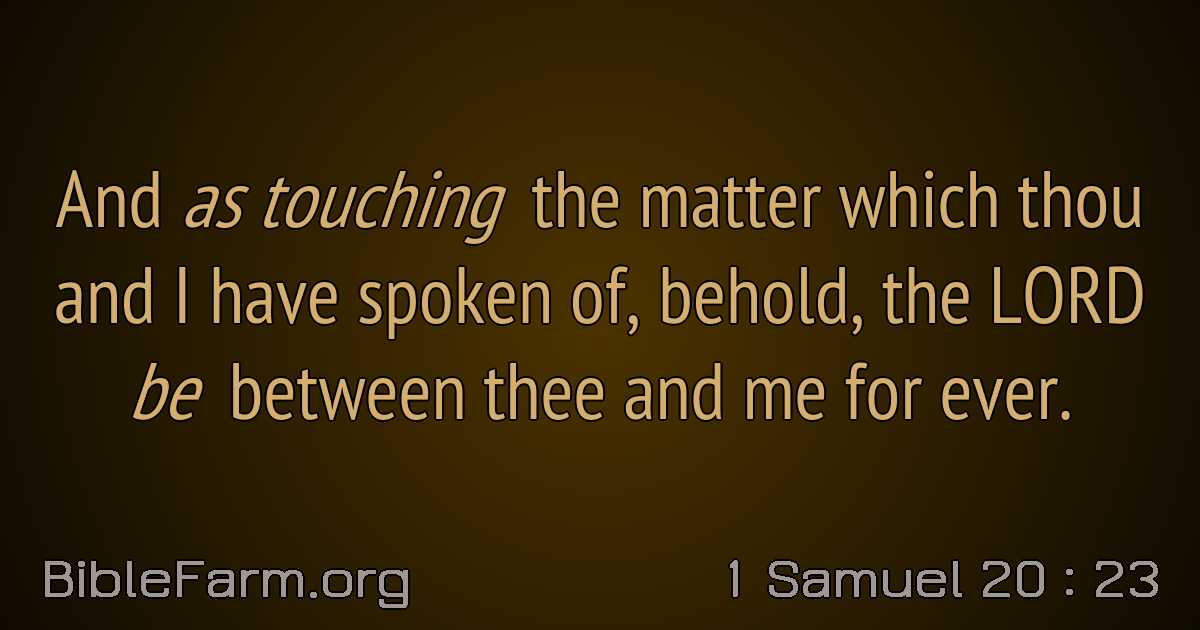 And as touching the matter which thou
and I have spoken of, behold, the LORD
be between thee and me for ever.
BibleFarm.org
1 Samuel 20 : 23